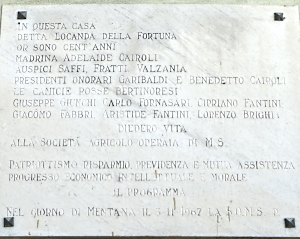 IN QUESTA CASA
DETTA LOCANDA DELLA FORTUNA
OR SONO CENT'ANNI
MADRINA ADELAIDE CAIROLI
AUSPICI SAFFI, FRATTI, VALZANIA
PRESIDENTI ONORARI GARIBALDI E BENEDETTO CAIROLI
LE CAMICIE ROSSE BERTINORESI
GIUSEPPE CARLO FORNASARI, CIPRIANO FANTINI,
GIACOMO FABBRI, ARISTIDE FANTINI, LORENZO BRIGHI
DIEDERO VITA
ALLA SOCIETÀ AGRICOLO OPERAIA DI M.S.
PATRIOTTISMO RISPARMIO, PREVIDENZA E MUTUA ASSISTENZA
PROGRESSO ECONOMICO INTELLETTUALE E MORALE
IL PROGRAMMA
NEL GIORNO DI MENTANA IL 3 11 1967 LA